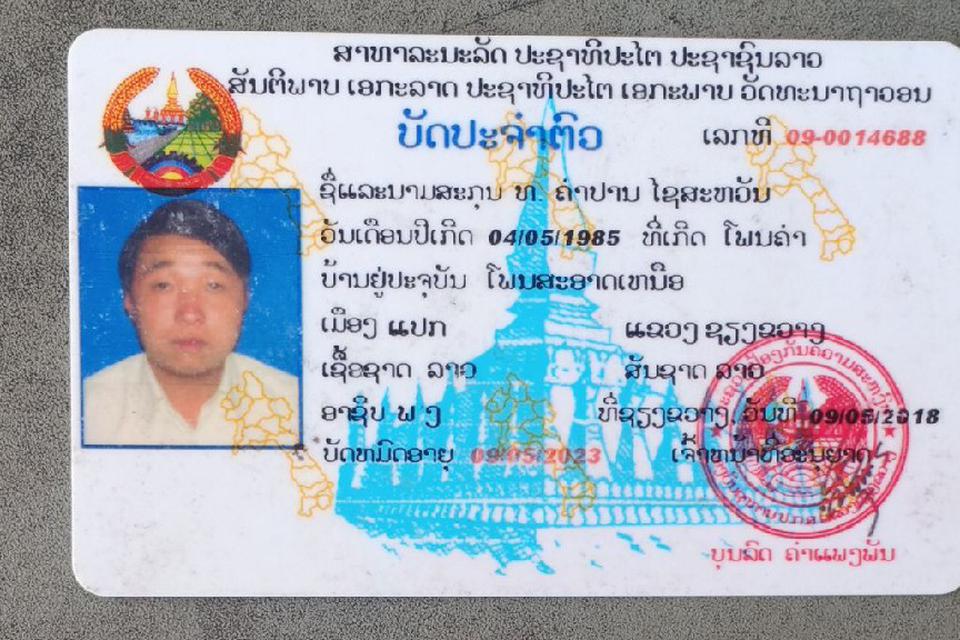 ສາທາລະນະລັດ ປະຊາທິປະໄຕ ປະຊາຊົນລາວ
ສັນຕິພາບ ເອກະລາດ ປະຊາທິປະໄຕ ເອກະພາບ ວັດທະນາຖາວອນ
ບັດປະຈຳຕົວ ເລກທີ 09-0014688
ຊື່ແລະນາມສະກຸນ ທ. ຄຳປານ ໄຊສະຫວັນ
ວັນເດືອນປີເກີດ 04/05/1985 ທີ່ເກີດ ໂພນຄຳ
ບ້ານຢູ່ປະຈຸບັນ ໂພນສະອາດເໜືອ
ເມືອງ ແປກ ແຂວງ ຊຽງຂວາງ
ເຊື້ອຊາດ ລາວ ສັນຊາດ ລາວ
ອາຊີບ ພ ງ ທີ່ຊຽງຂວາງ, ວັນທີ 09/05/2018
ບັດຫມົດອາຍຸ 09/05/2023 ເຈົ້າຫນ້າທີ່ອະນຸຍາດ
ບຸນລົດ ຄຳແພງພັນ